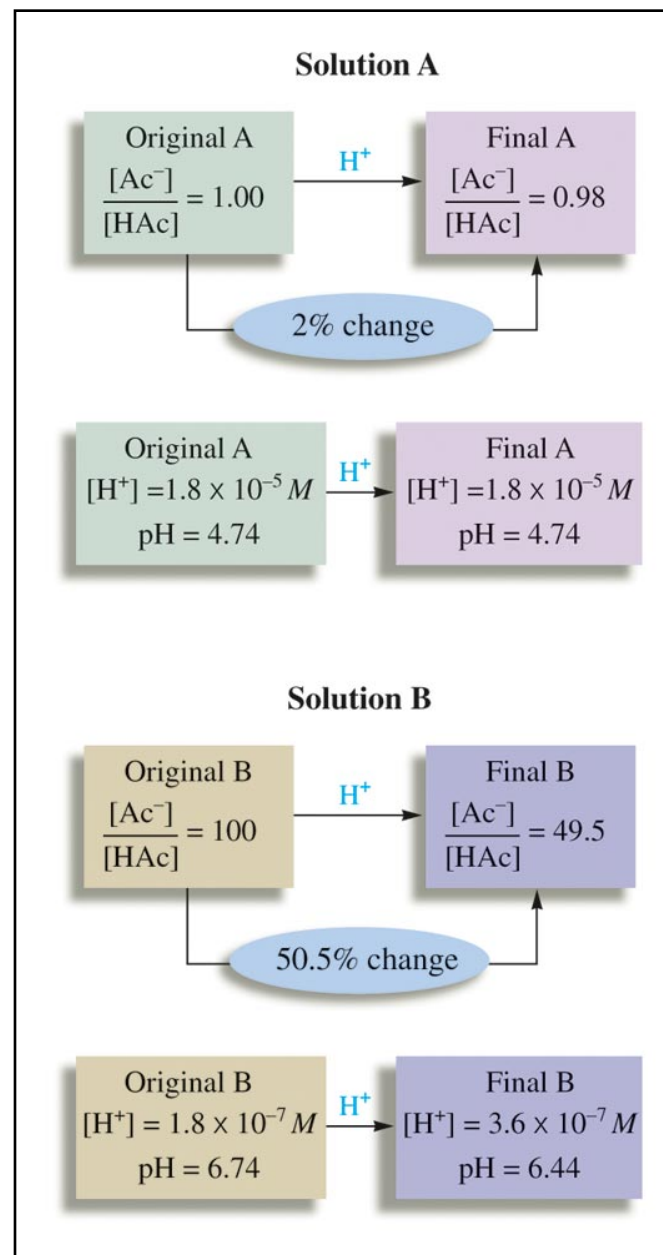 Solution A
Original A
[Ac⁻]
[HAc]
= 1.00
H⁺
Final A
[Ac⁻]
[HAc]
= 0.98
2% change
Original A
[H⁺] =1.8 × 10⁻⁵ M
pH = 4.74
H⁺
Final A
[H⁺] =1.8 × 10⁻⁵ M
pH = 4.74
Solution B
Original B
[Ac⁻]
[HAc]
= 100
H⁺
Final B
[Ac⁻]
[HAc]
= 49.5
50.5% change
Original B
[H⁺] = 1.8 × 10⁻⁷ M
pH = 6.74
H⁺
Final B
[H⁺] = 3.6 × 10⁻⁷ M
pH = 6.44